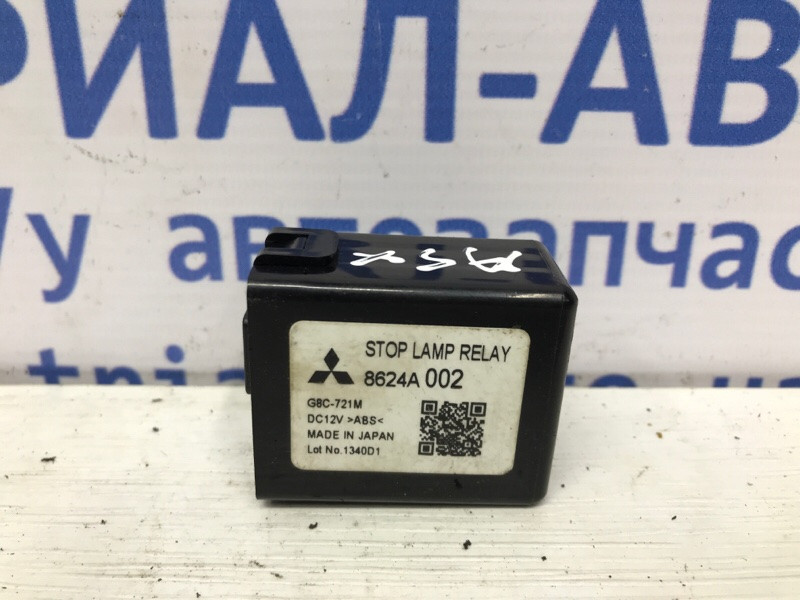 РИАЛ-АВ
/у автозапчас
STOP LAMP RELAY
8624A 002
G8C-721M
DC12V >ABS<
MADE IN JAPAN
Lot No.1340D1